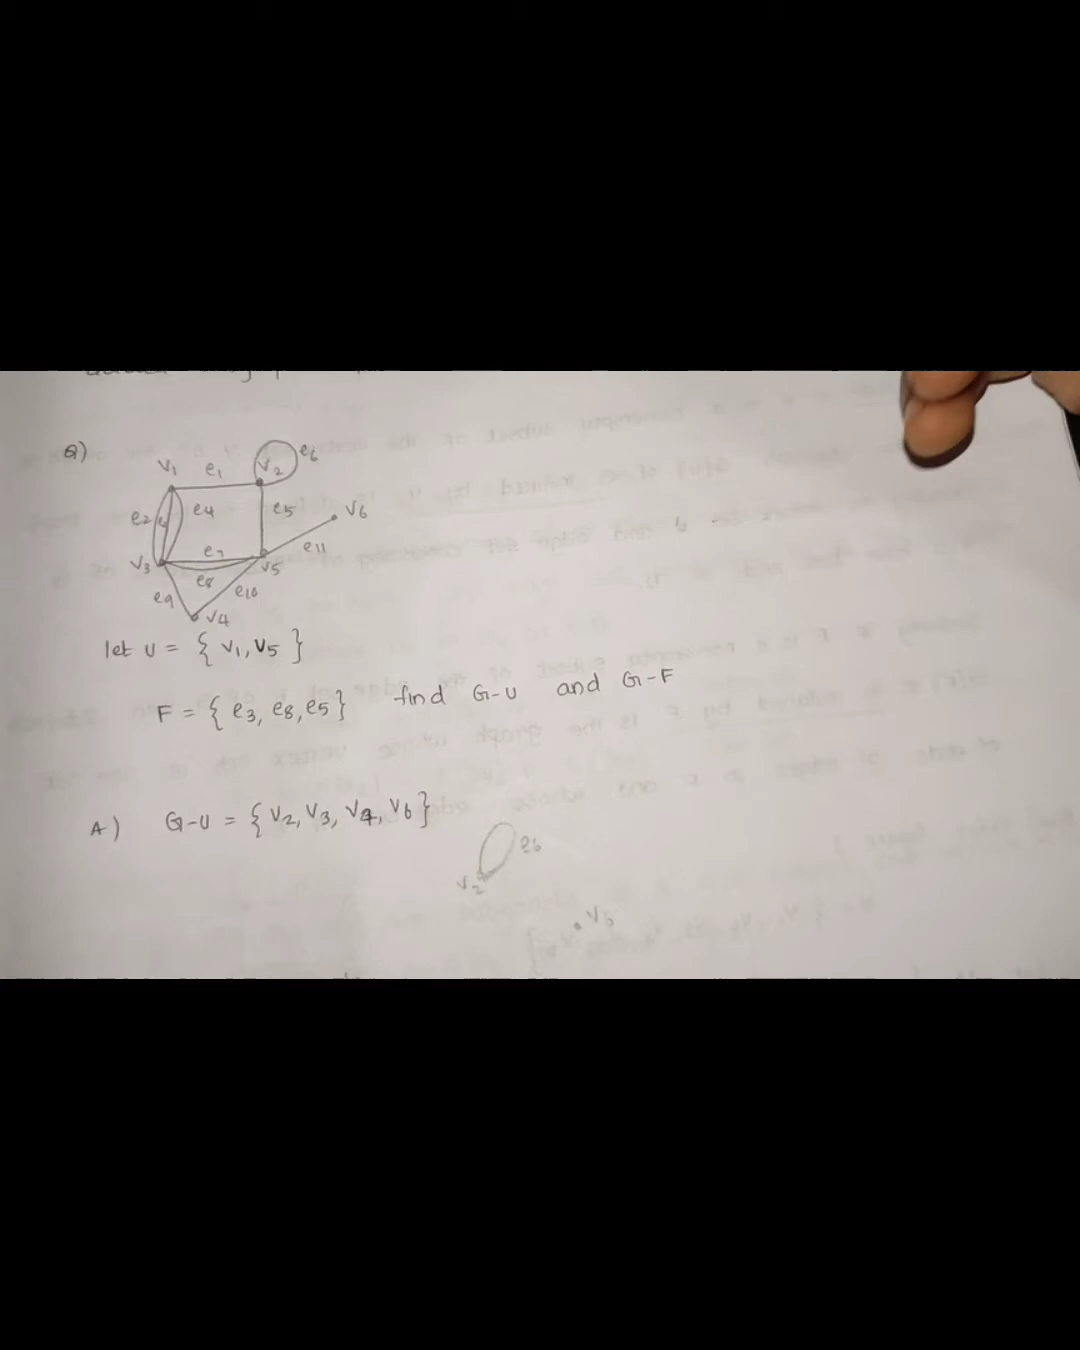 Q)
v1 e1 v2 e6
e2 e4 e5 v6
e7 e11
v3 e8 v5
e9 e10
v4
let U = { v1, v5 }
F = { e3, e8, e5 } find G-U and G-F
A) G-U = { v2, v3, v4, v6 }
e6
v2
v6